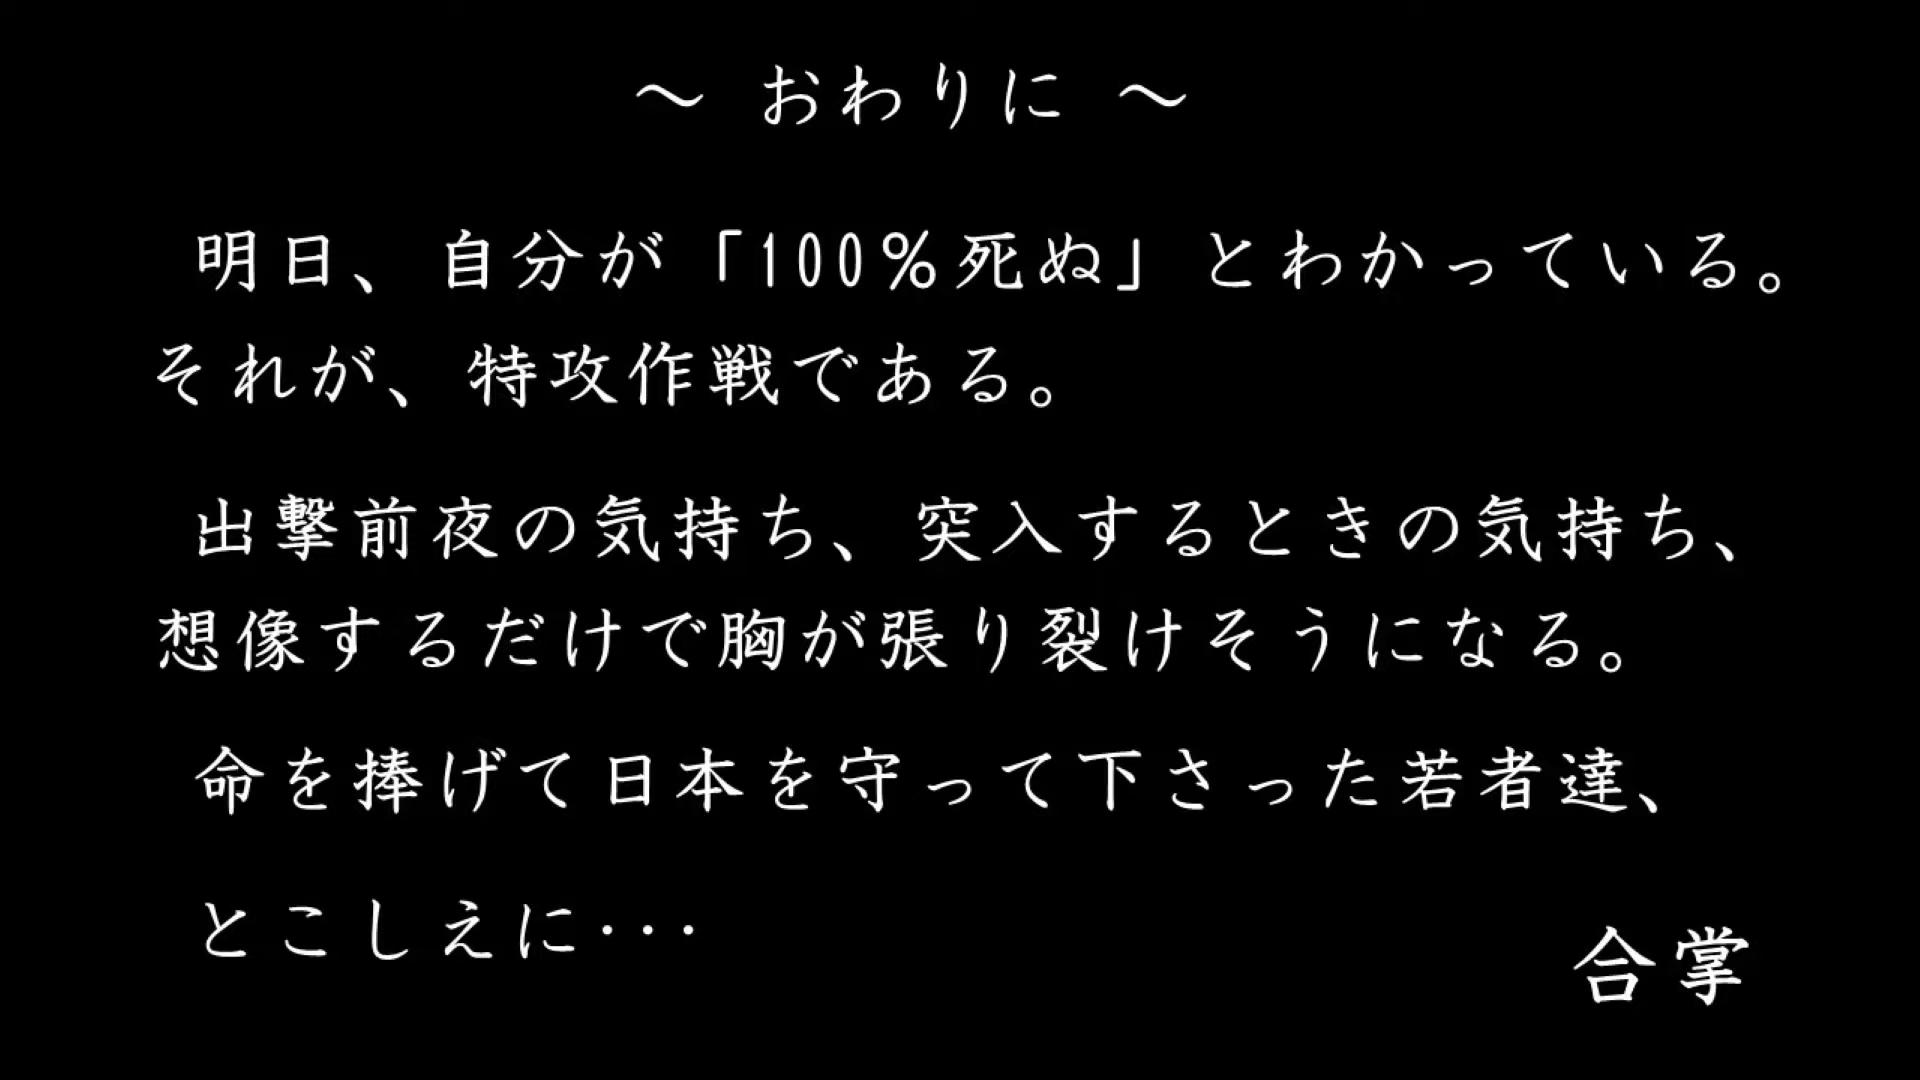 ～ おわりに ～
明日、自分が「100％死ぬ」とわかっている。
それが、特攻作戦である。
出撃前夜の気持ち、突入するときの気持ち、
想像するだけで胸が張り裂けそうになる。
命を捧げて日本を守って下さった若者達、
とこしえに･･･
合掌